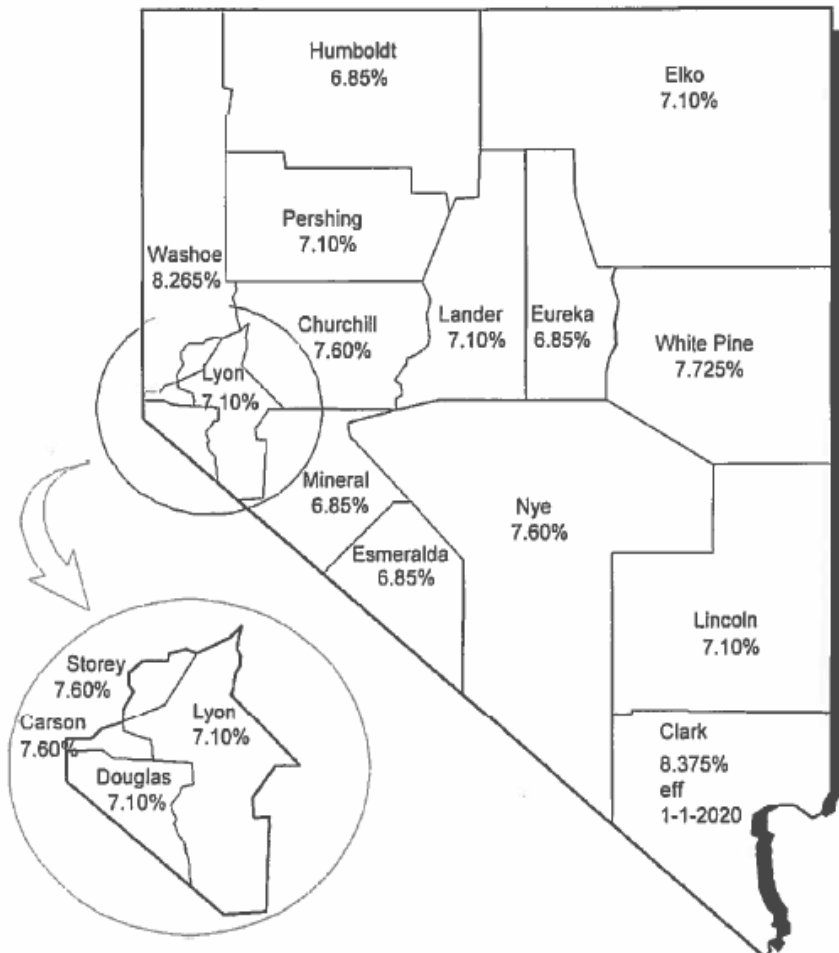 Humboldt
6.85%
Elko
7.10%
Pershing
7.10%
Washoe
8.265%
Churchill
7.60%
Lander
7.10%
Eureka
6.85%
White Pine
7.725%
Lyon
7.10%
Mineral
6.85%
Nye
7.60%
Esmeralda
6.85%
Lincoln
7.10%
Storey
7.60%
Carson
7.60%
Lyon
7.10%
Douglas
7.10%
Clark
8.375%
eff
1-1-2020